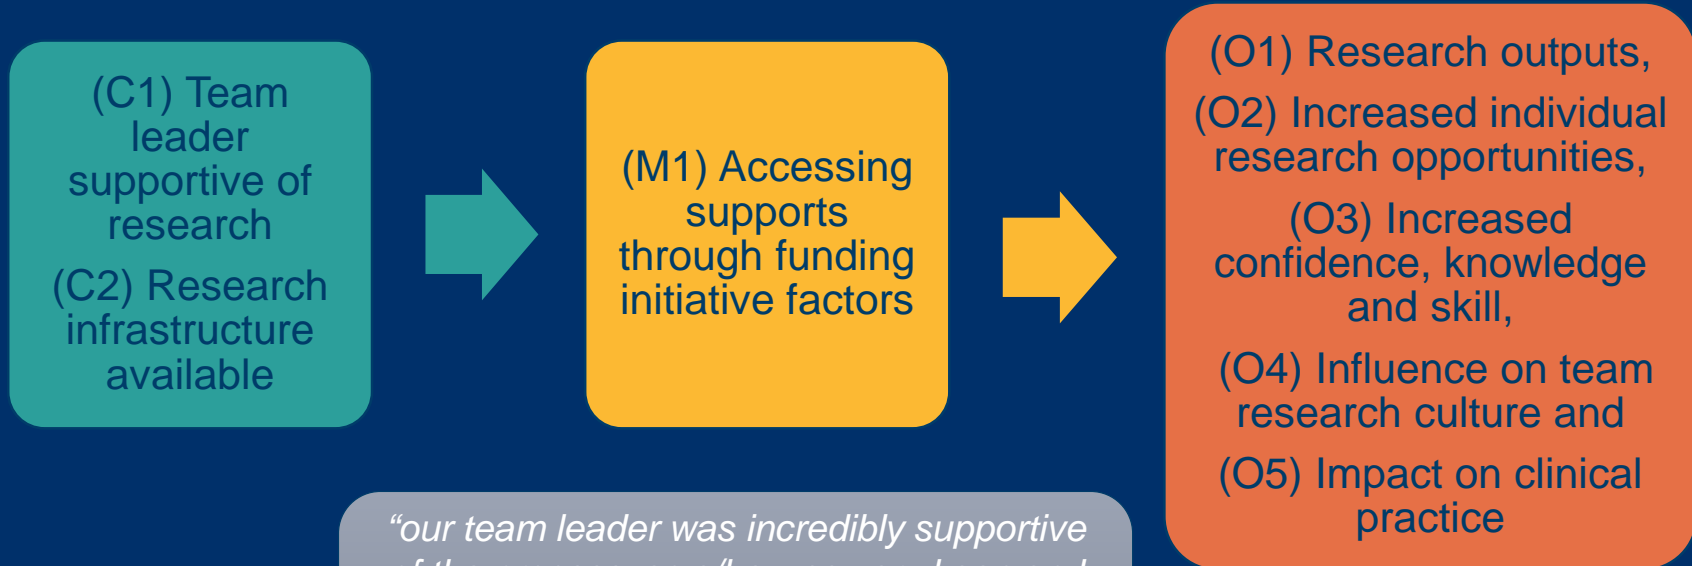 (C1) Team
leader
supportive of
research
(C2) Research
infrastructure
available
(M1) Accessing
supports
through funding
initiative factors
(O1) Research outputs,
(O2) Increased individual
research opportunities,
(O3) Increased
confidence, knowledge
and skill,
(O4) Influence on team
research culture and
(O5) Impact on clinical
practice
“our team leader was incredibly supportive